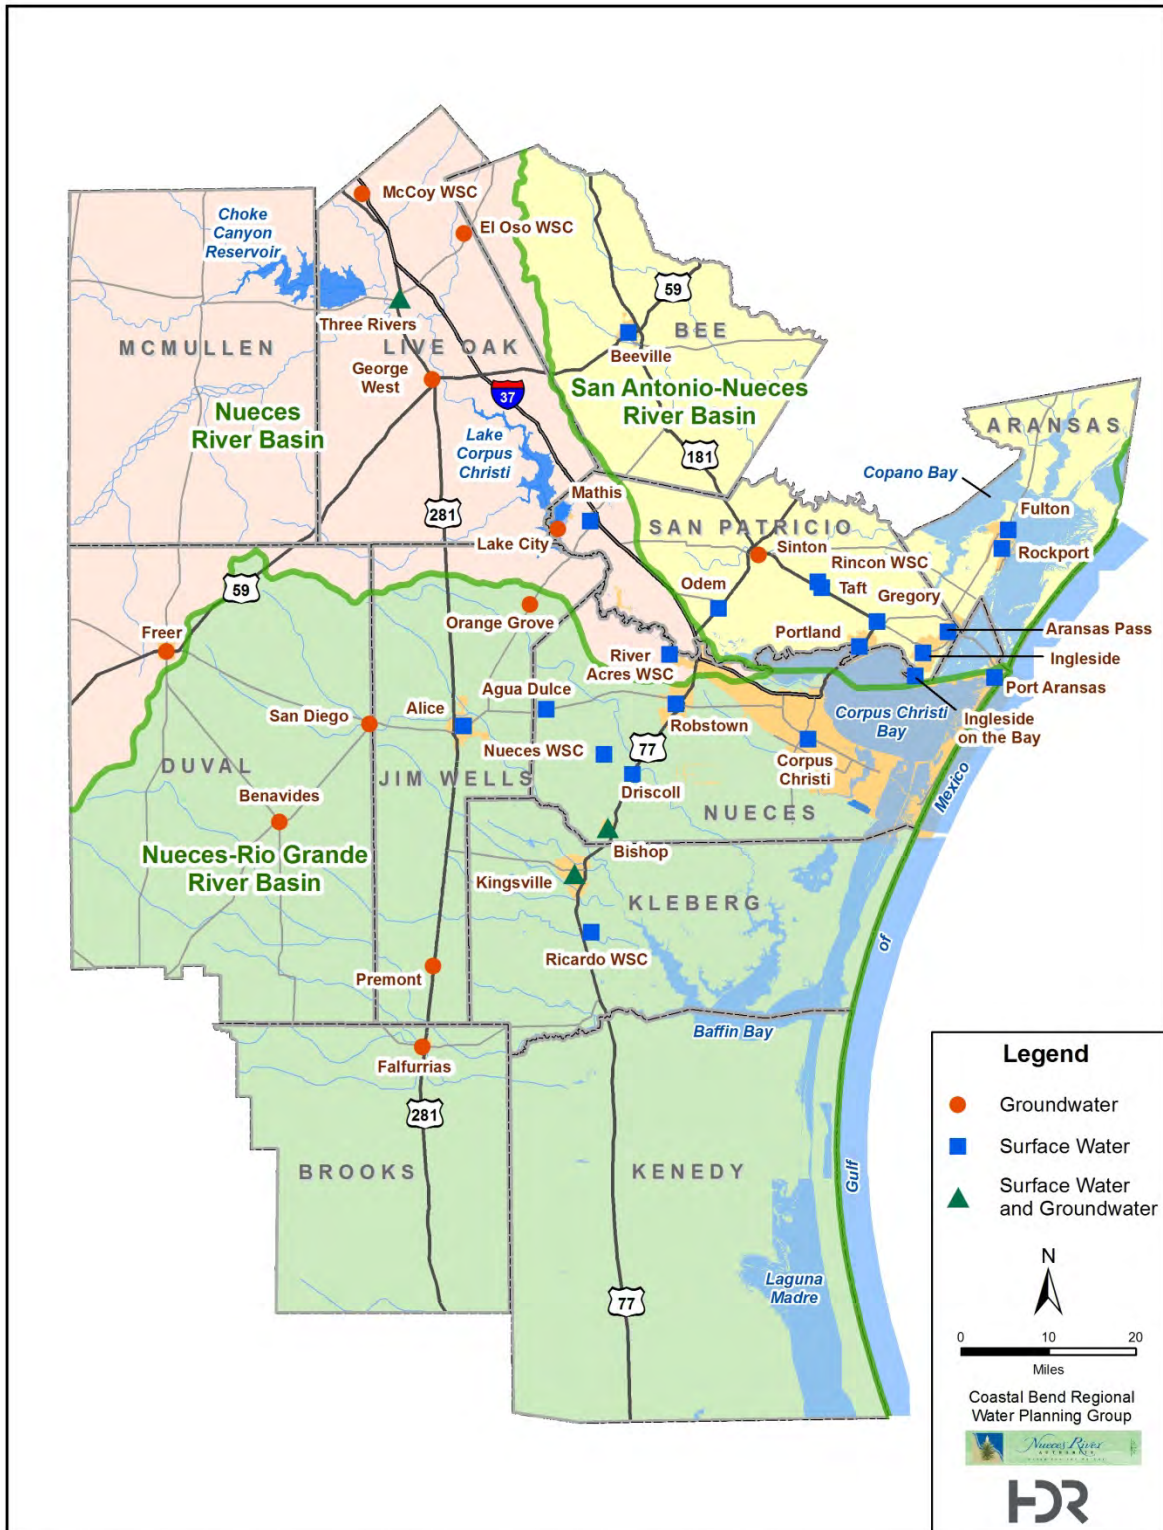 McCoy WSC
Choke
Canyon
Reservoir
El Oso WSC
59
Three Rivers
MCMULLEN
LIVE OAK
BEE
Beeville
George
West
37
San Antonio-Nueces
River Basin
Nueces
River Basin
ARANSAS
Lake
Corpus
Christi
181
Copano Bay
Mathis
281
Fulton
SAN PATRICIO
Lake City
Sinton
Rockport
Rincon WSC
59
Odem
Taft
Gregory
Orange Grove
Freer
Portland
Aransas Pass
River
Acres WSC
Ingleside
Agua Dulce
Port Aransas
San Diego
Alice
Robstown
Corpus Christi
Bay
Ingleside
on the Bay
Nueces WSC
77
Corpus
Christi
DUVAL
JIM WELLS
Driscoll
Benavides
NUECES
Mexico
Nueces-Rio Grande
River Basin
Bishop
Kingsville
KLEBERG
of
Ricardo WSC
Premont
Baffin Bay
Falfurrias
281
BROOKS
KENEDY
Gulf
Laguna
Madre
77
Legend
Groundwater
Surface Water
Surface Water
and Groundwater
N
0 10 20
Miles
Coastal Bend Regional
Water Planning Group
Nueces River
AUTHORITY
HDR